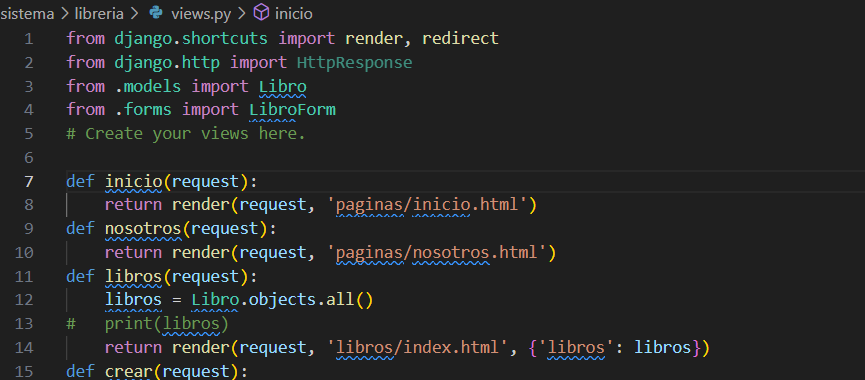 sistema > libreria > views.py > inicio
1 from django.shortcuts import render, redirect
2 from django.http import HttpResponse
3 from .models import Libro
4 from .forms import LibroForm
5 # Create your views here.
6
7 def inicio(request):
8     return render(request, 'paginas/inicio.html')
9 def nosotros(request):
10     return render(request, 'paginas/nosotros.html')
11 def libros(request):
12     libros = Libro.objects.all()
13 #   print(libros)
14     return render(request, 'libros/index.html', {'libros': libros})
15 def crear(request):